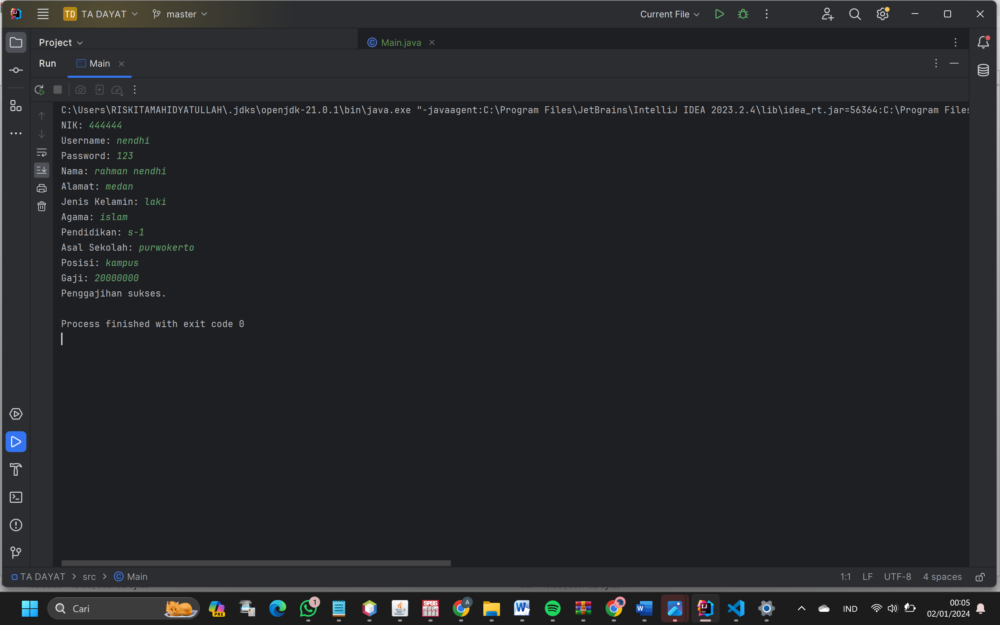 TD TA DAYAT master Current File
Project Main.java
Run Main
C:\Users\RISKITAMAHIDYATULLAH\.jdks\openjdk-21.0.1\bin\java.exe "-javaagent:C:\Program Files\JetBrains\IntelliJ IDEA 2023.2.4\lib\idea_rt.jar=56364:C:\Program Files
NIK: 444444
Username: nendhi
Password: 123
Nama: rahman nendhi
Alamat: medan
Jenis Kelamin: laki
Agama: islam
Pendidikan: s-1
Asal Sekolah: purwokerto
Posisi: kampus
Gaji: 20000000
Penggajihan sukses.
Process finished with exit code 0
TA DAYAT > src > Main 1:1 LF UTF-8 4 spaces
Cari PRE 1 SPSS A W W IJ IND 00:05
02/01/2024